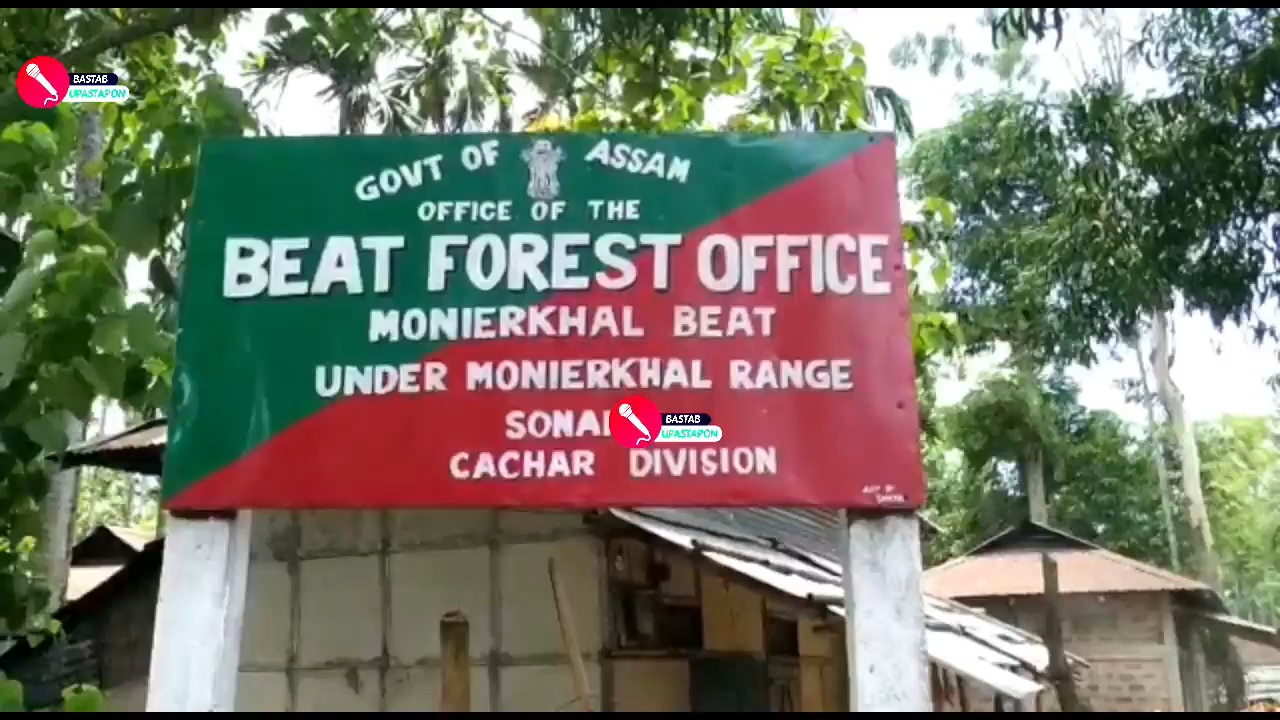 BASTAB
UPASTAPON
GOVT OF ASSAM
OFFICE OF THE
BEAT FOREST OFFICE
MONIERKHAL BEAT
UNDER MONIERKHAL RANGE
SONAI
BASTAB
UPASTAPON
CACHAR DIVISION